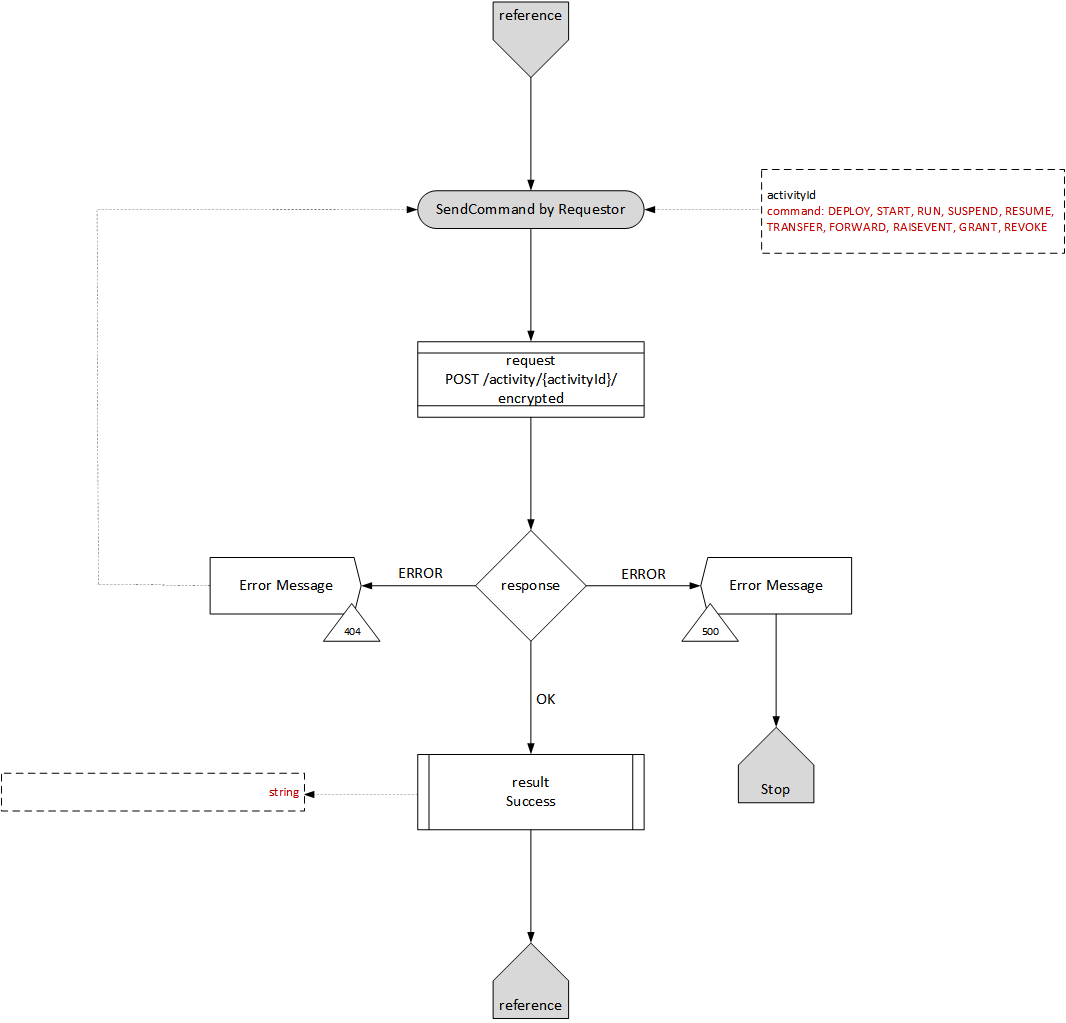 reference
SendCommand by Requestor
activityId
command: DEPLOY, START, RUN, SUSPEND, RESUME,
TRANSFER, FORWARD, RAISEVENT, GRANT, REVOKE
request
POST /activity/{activityId}/
encrypted
Error Message
ERROR
response
ERROR
Error Message
404
500
OK
result
Success
string
Stop
reference